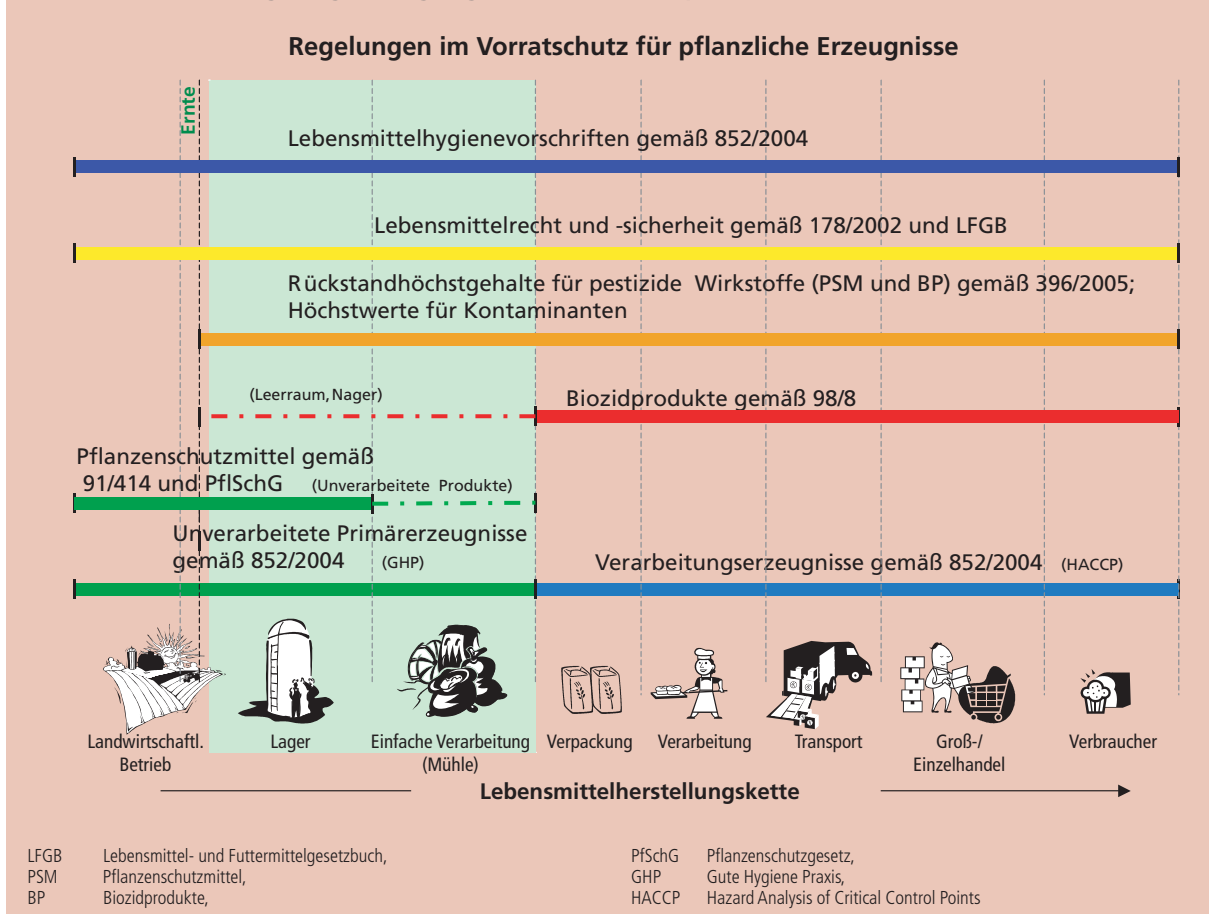 Regelungen im Vorratschutz für pflanzliche Erzeugnisse
Ernte
Lebensmittelhygienevorschriften gemäß 852/2004
Lebensmittelrecht und -sicherheit gemäß 178/2002 und LFGB
Rückstandhöchstgehalte für pestizide Wirkstoffe (PSM und BP) gemäß 396/2005;
Höchstwerte für Kontaminanten
(Leerraum, Nager)
Biozidprodukte gemäß 98/8
Pflanzenschutzmittel gemäß
91/414 und PflSchG (Unverarbeitete Produkte)
Unverarbeitete Primärerzeugnisse
gemäß 852/2004 (GHP)
Verarbeitungserzeugnisse gemäß 852/2004 (HACCP)
Landwirtschaftl.
Betrieb
Lager
Einfache Verarbeitung
(Mühle)
Verpackung
Verarbeitung
Transport
Groß-/
Einzelhandel
Verbraucher
Lebensmittelherstellungskette
LFGB Lebensmittel- und Futtermittelgesetzbuch,
PSM Pflanzenschutzmittel,
BP Biozidprodukte,
PfSchG Pflanzenschutzgesetz,
GHP Gute Hygiene Praxis,
HACCP Hazard Analysis of Critical Control Points